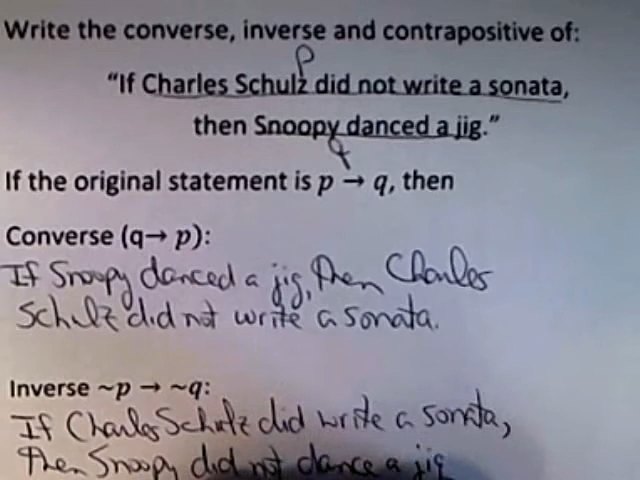 Write the converse, inverse and contrapositive of:
p
"If Charles Schulz did not write a sonata,
then Snoopy danced a jig."
q
If the original statement is p → q, then
Converse (q→ p):
If Snoopy danced a jig, then Charles
Schulz did not write a sonata.
Inverse ~p → ~q:
If Charles Schulz did write a sonata,
then Snoopy did not dance a jig